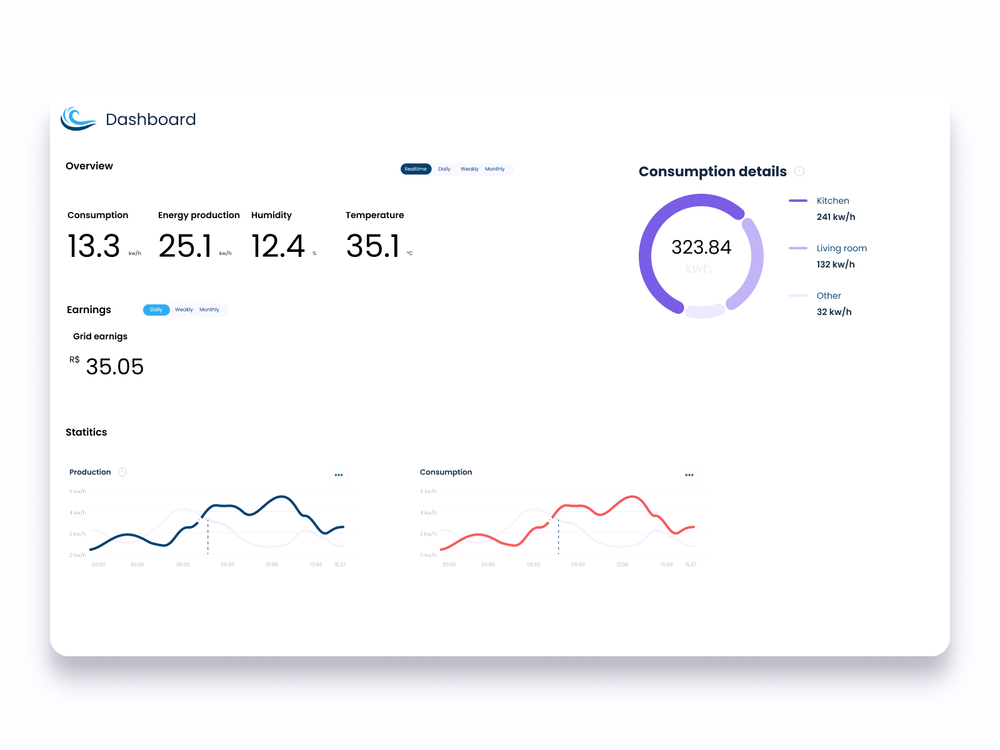 Dashboard
Overview
Realtime Daily Weakly Monthly
Consumption
13.3 kw/h
Energy production
25.1 kw/h
Humidity
12.4 %
Temperature
35.1 °C
Earnings
Daily Weakly Monthly
Grid earnigs
R$ 35.05
Consumption details
323.84
kwh
Kitchen
241 kw/h
Living room
132 kw/h
Other
32 kw/h
Statitics
Production
6 kw/h
4 kw/h
2 kw/h
0 kw/h
00:00 03:00 06:00 09:00 12:00 15:00 15:37
Consumption
6 kw/h
4 kw/h
2 kw/h
0 kw/h
00:00 03:00 06:00 09:00 12:00 15:00 15:37